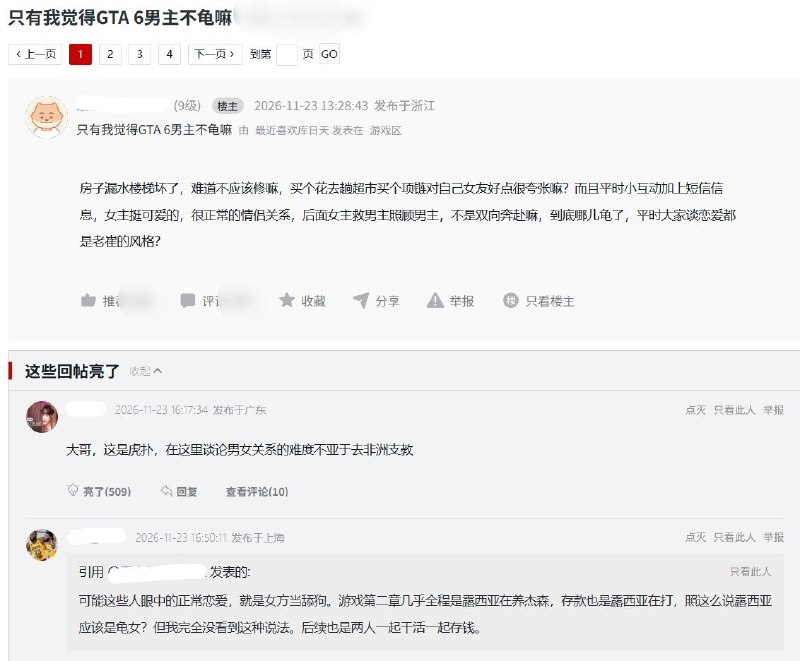 只有我觉得GTA 6男主不龟嘛
‹ 上一页 1 2 3 4 下一页 › 到第 页 GO
(9级) 楼主 2026-11-23 13:28:43 发布于浙江
只有我觉得GTA 6男主不龟嘛 由 最近喜欢库日天 发表在 游戏区
房子漏水楼梯坏了，难道不应该修嘛，买个花去趟超市买个项链对自己女友好点很夸张嘛？而且平时小互动加上短信信
息，女主挺可爱的，很正常的情侣关系，后面女主救男主照顾男主，不是双向奔赴嘛，到底哪儿龟了，平时大家谈恋爱都
是老崔的风格？
推 评 收藏 分享 举报 楼 只看楼主
这些回帖亮了 收起
2026-11-23 16:17:34 发布于广东 点灭 只看此人 举报
大哥，这是虎扑，在这里谈论男女关系的难度不亚于去非洲支教
亮了(509) 回复 查看评论(10)
2026-11-23 16:50:11 发布于上海 点灭 只看此人 举报
引用 发表的: 只看此人
可能这些人眼中的正常恋爱，就是女方当舔狗。游戏第二章几乎全程是露西亚在养杰森，存款也是露西亚在打，照这么说露西亚
应该是龟女？但我完全没看到这种说法。后续也是两人一起干活一起存钱。